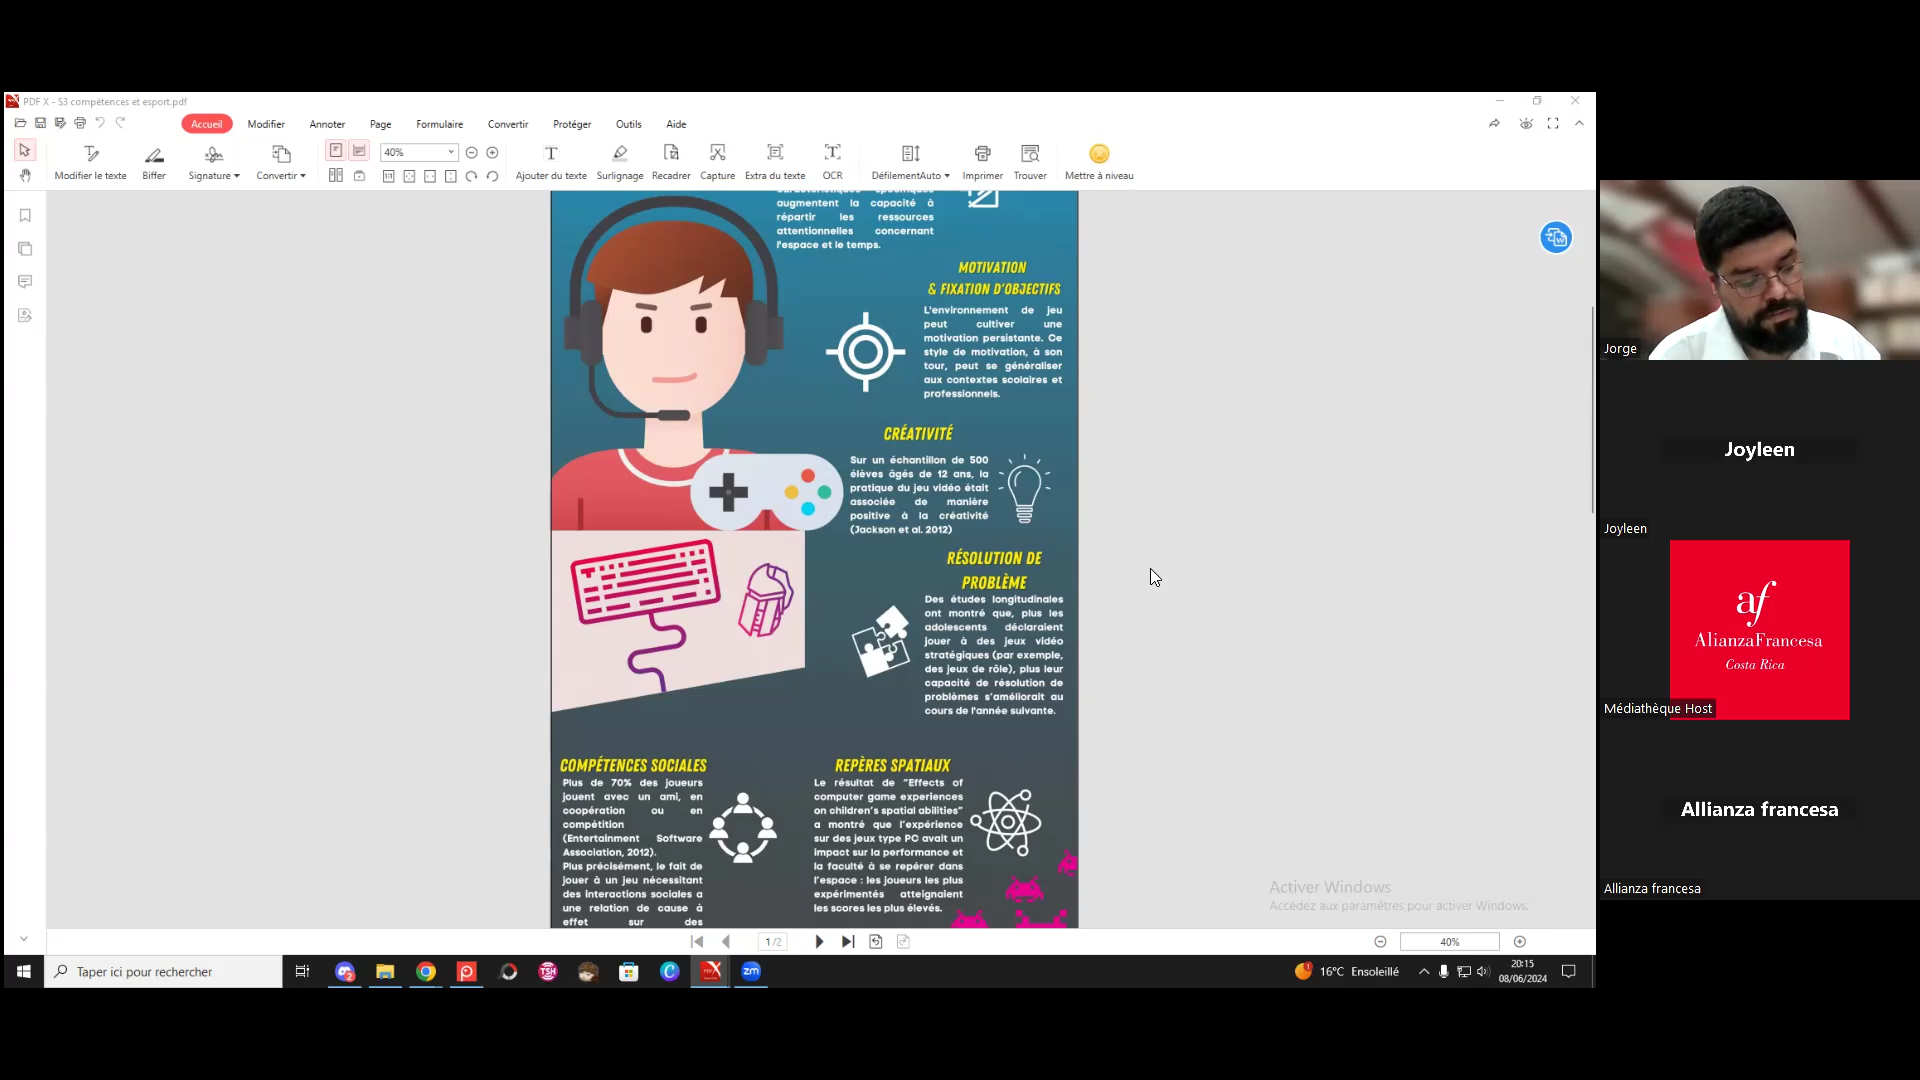 PDF X - S3 compétences et esport.pdf
Accueil Modifier Annoter Page Formulaire Convertir Protéger Outils Aide
40%
Modifier le texte Biffer Signature Convertir Ajouter du texte Surlignage Recadrer Capture Extra du texte OCR DéfilementAuto Imprimer Trouver Mettre à niveau
augmentent la capacité à
répartir les ressources
attentionnelles concernant
l'espace et le temps.
MOTIVATION
& FIXATION D'OBJECTIFS
L'environnement de jeu
peut cultiver une
motivation persistante. Ce
style de motivation, à son
tour, peut se généraliser
aux contextes scolaires et
professionnels.
CRÉATIVITÉ
Sur un échantillon de 500
élèves âgés de 12 ans, la
pratique du jeu vidéo était
associée de manière
positive à la créativité
(Jackson et al. 2012)
RÉSOLUTION DE
PROBLÈME
Des études longitudinales
ont montré que, plus les
adolescents déclaraient
jouer à des jeux vidéo
stratégiques (par exemple,
des jeux de rôle), plus leur
capacité de résolution de
problèmes s'améliorait au
cours de l'année suivante.
COMPÉTENCES SOCIALES
Plus de 70% des joueurs
jouent avec un ami, en
coopération ou en
compétition
(Entertainment Software
Association, 2012).
Plus précisément, le fait de
jouer à un jeu nécessitant
des interactions sociales a
une relation de cause à
effet sur des
REPÈRES SPATIAUX
Le résultat de "Effects of
computer game experiences
on children's spatial abilities"
a montré que l'expérience
sur des jeux type PC avait un
impact sur la performance et
la faculté à se repérer dans
l'espace : les joueurs les plus
expérimentés atteignaient
les scores les plus élevés.
Activer Windows
Accédez aux paramètres pour activer Windows.
1/2
40%
Taper ici pour rechercher
TSH
zm
16°C Ensoleillé
20:15
08/06/2024
Jorge
Joyleen
Joyleen
af
AlianzaFrancesa
Costa Rica
Médiathèque Host
Allianza francesa
Allianza francesa